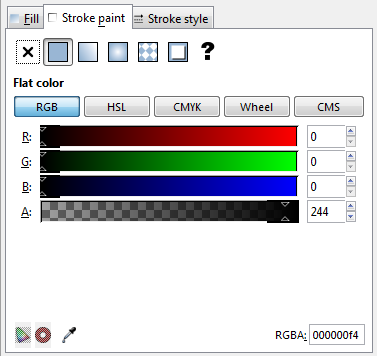 Fill Stroke paint Stroke style
?
Flat color
RGB HSL CMYK Wheel CMS
R: 0
G: 0
B: 0
A: 244
RGBA: 000000f4